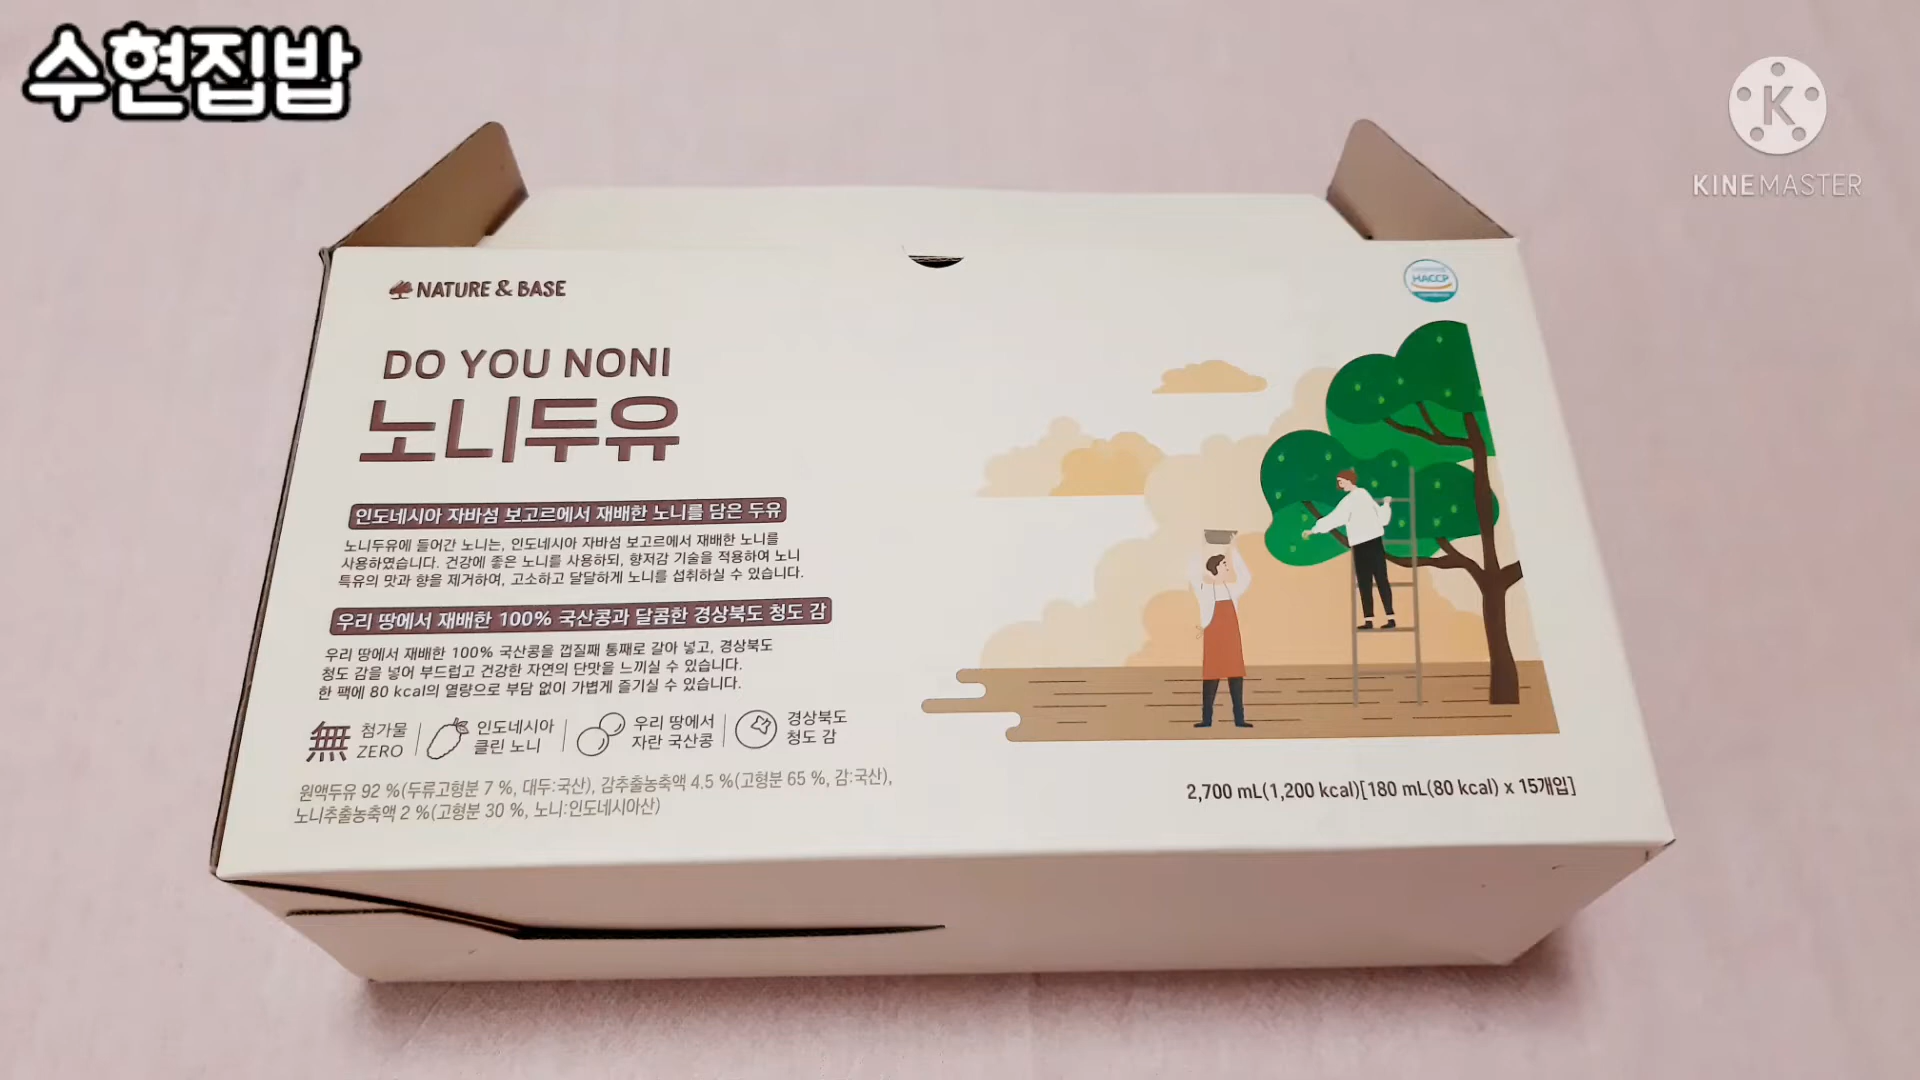 수현집밥
K
KINEMASTER
NATURE & BASE
HACCP
DO YOU NONI
노니두유
인도네시아 자바섬 보고르에서 재배한 노니를 담은 두유
노니두유에 들어간 노니는, 인도네시아 자바섬 보고르에서 재배한 노니를
사용하였습니다. 건강에 좋은 노니를 사용하되, 향저감 기술을 적용하여 노니
특유의 맛과 향을 제거하여, 고소하고 달달하게 노니를 섭취하실 수 있습니다.
우리 땅에서 재배한 100% 국산콩과 달콤한 경상북도 청도 감
우리 땅에서 재배한 100% 국산콩을 껍질째 통째로 갈아 넣고, 경상북도
청도 감을 넣어 부드럽고 건강한 자연의 단맛을 느끼실 수 있습니다.
한 팩에 80 kcal의 열량으로 부담 없이 가볍게 즐기실 수 있습니다.
無 첨가물
ZERO
인도네시아
클린 노니
우리 땅에서
자란 국산콩
경상북도
청도 감
원액두유 92 %(두류고형분 7 %, 대두:국산), 감추출농축액 4.5 %(고형분 65 %, 감:국산),
노니추출농축액 2 %(고형분 30 %, 노니:인도네시아산)
2,700 mL(1,200 kcal)[180 mL(80 kcal) x 15개입]